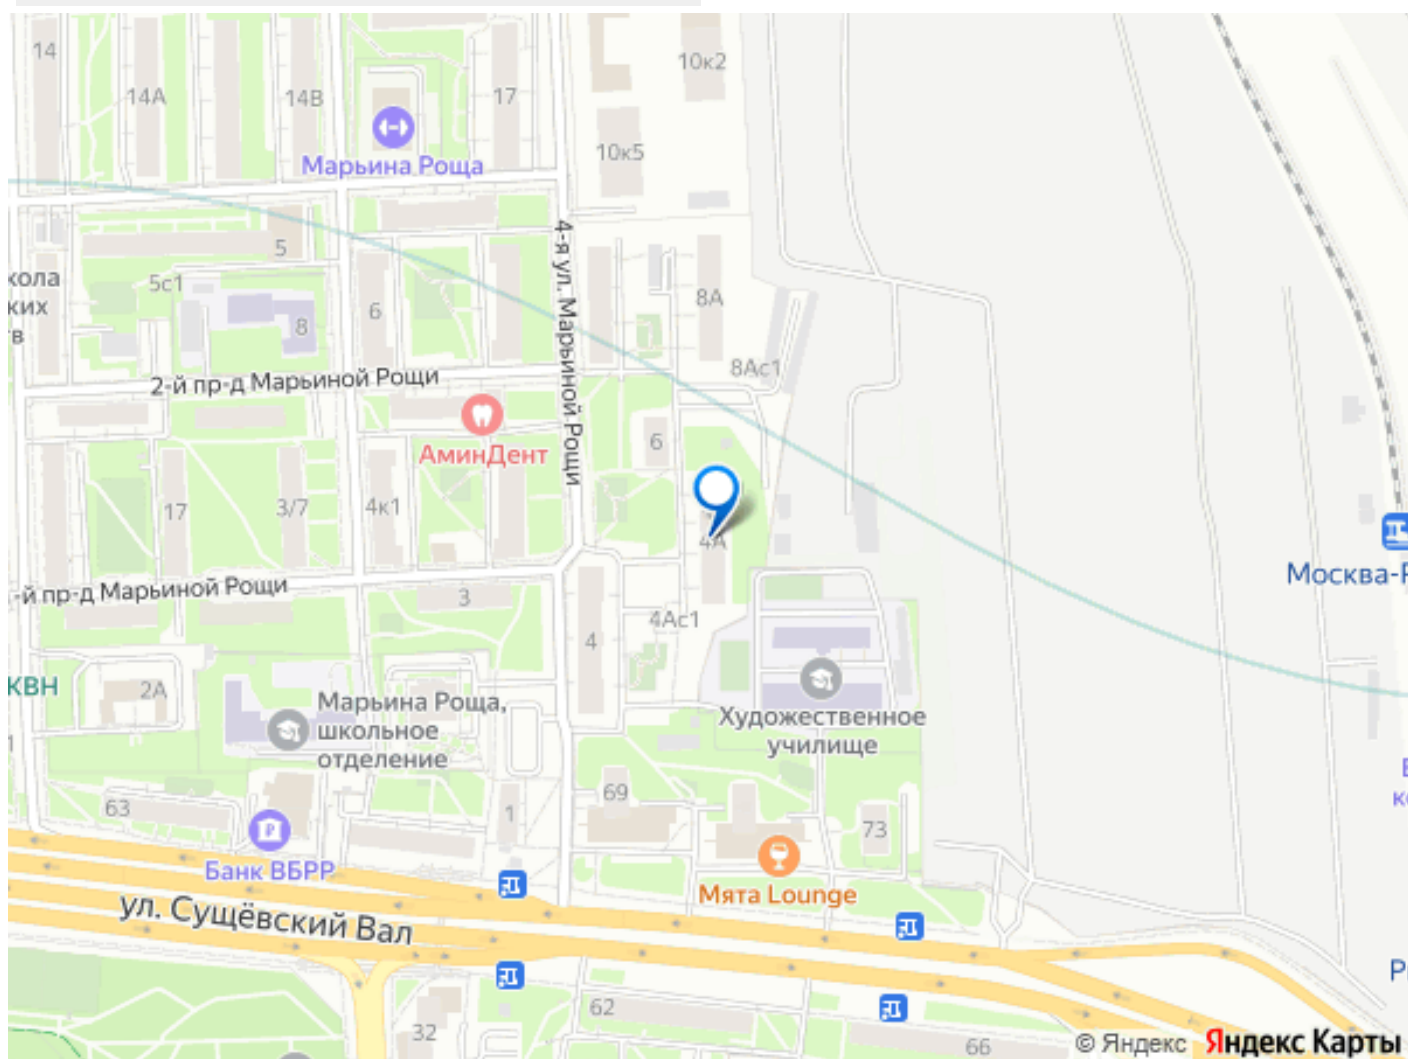 14
14А
14В
17
10к2
10к5
Марьина Роща
4-я ул. Марьиной Рощи
5
5с1
кола
ких
в
6
8
8А
8Ас1
2-й пр-д Марьиной Рощи
АминДент
6
17
3/7
4к1
4А
Москва-Р
-й пр-д Марьиной Рощи
3
4Ас1
4
КВН
2А
Марьина Роща,
школьное
отделение
Художественное
училище
63
69
1
73
Банк ВБРР
Мята Lounge
ул. Сущёвский Вал
62
32
66
© Яндекс
Яндекс Карты